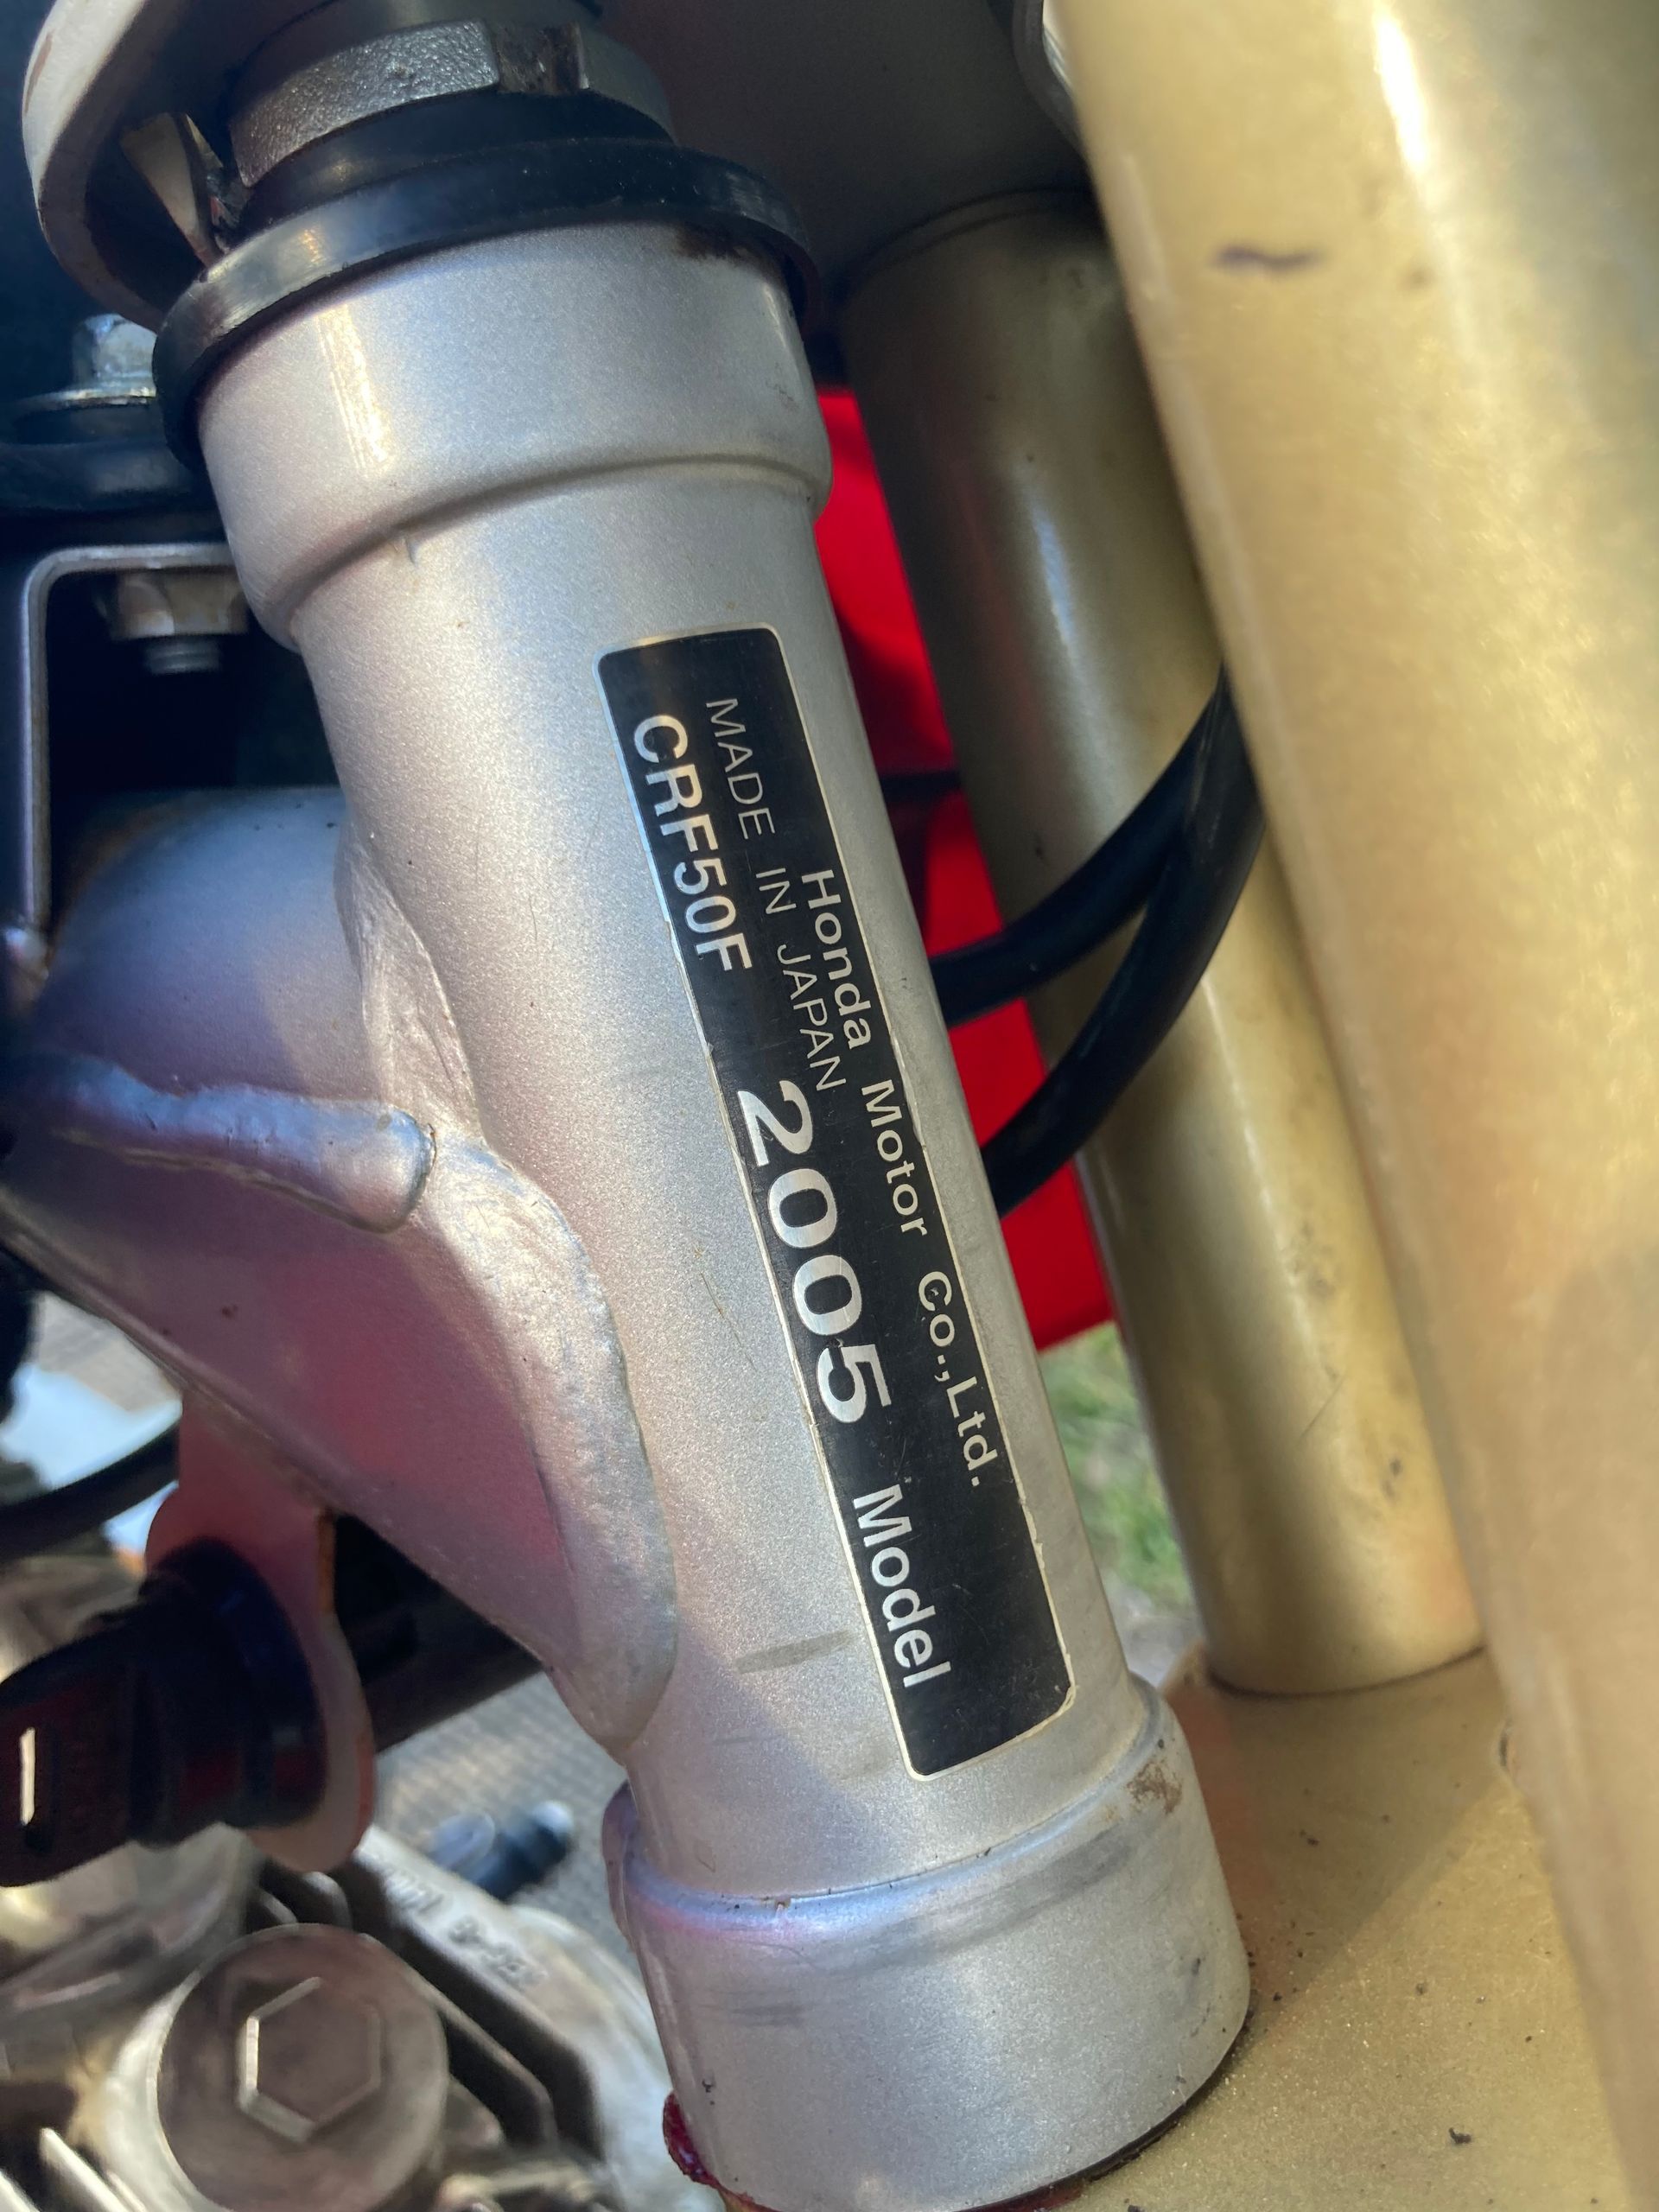 Honda Motor Co.,Ltd.
MADE IN JAPAN
CRF50F 2005 Model